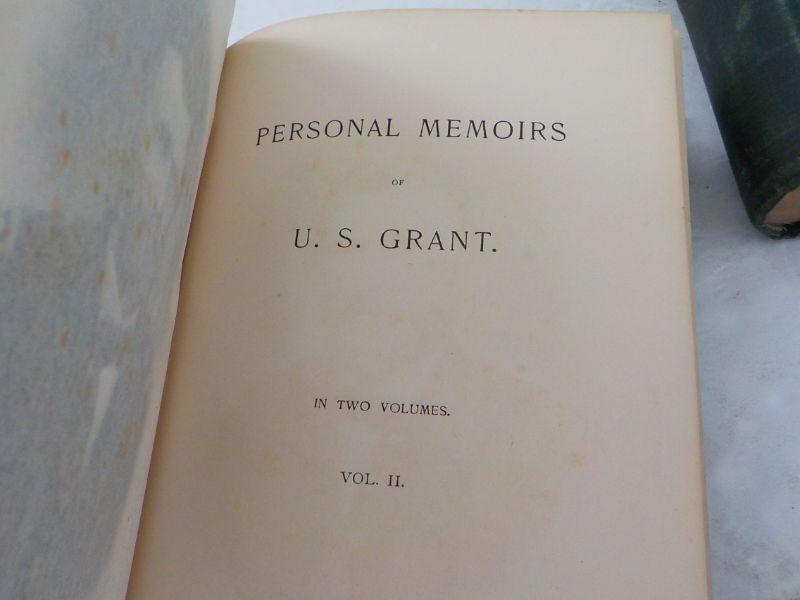 PERSONAL MEMOIRS
OF
U. S. GRANT.
IN TWO VOLUMES.
VOL. II.